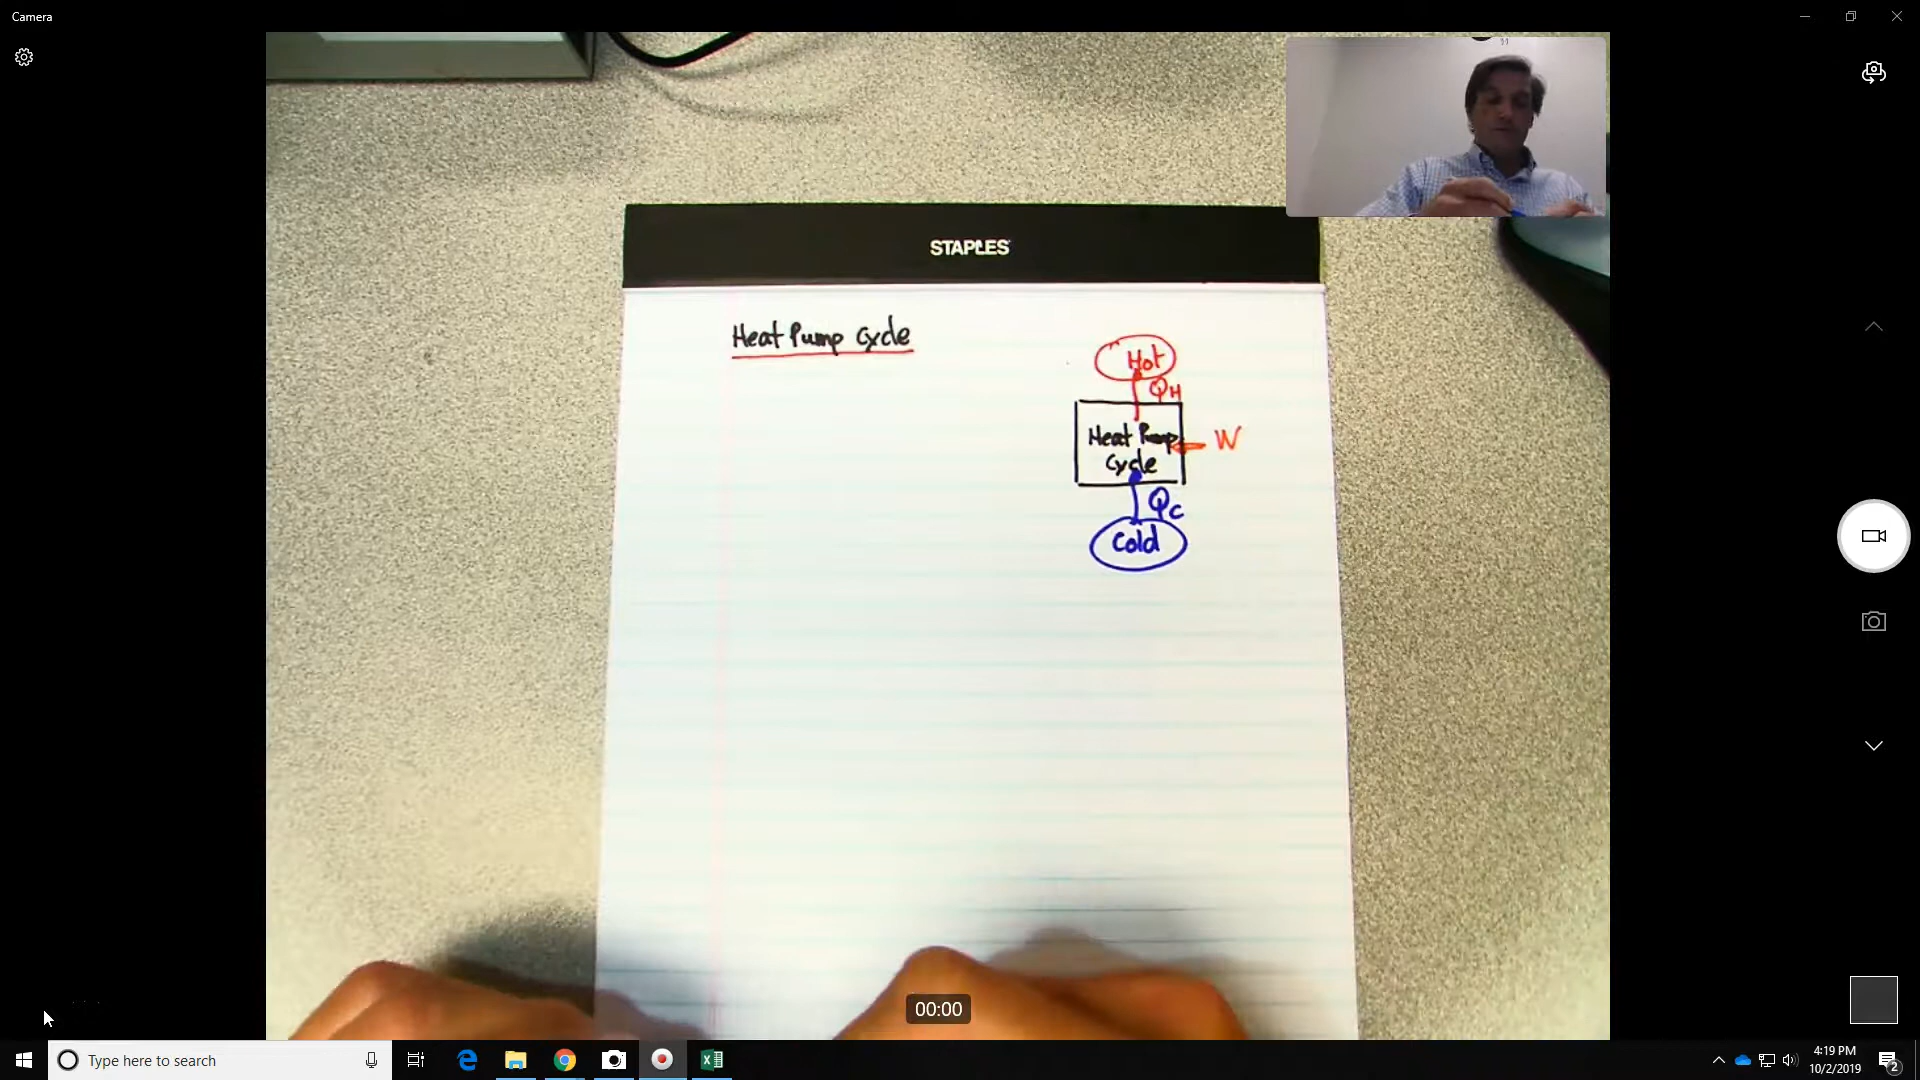 Camera
STAPLES
Heat Pump Cycle
Hot
QH
Heat Pump
Cycle
W
QC
Cold
00:00
Type here to search
4:19 PM
10/2/2019
2